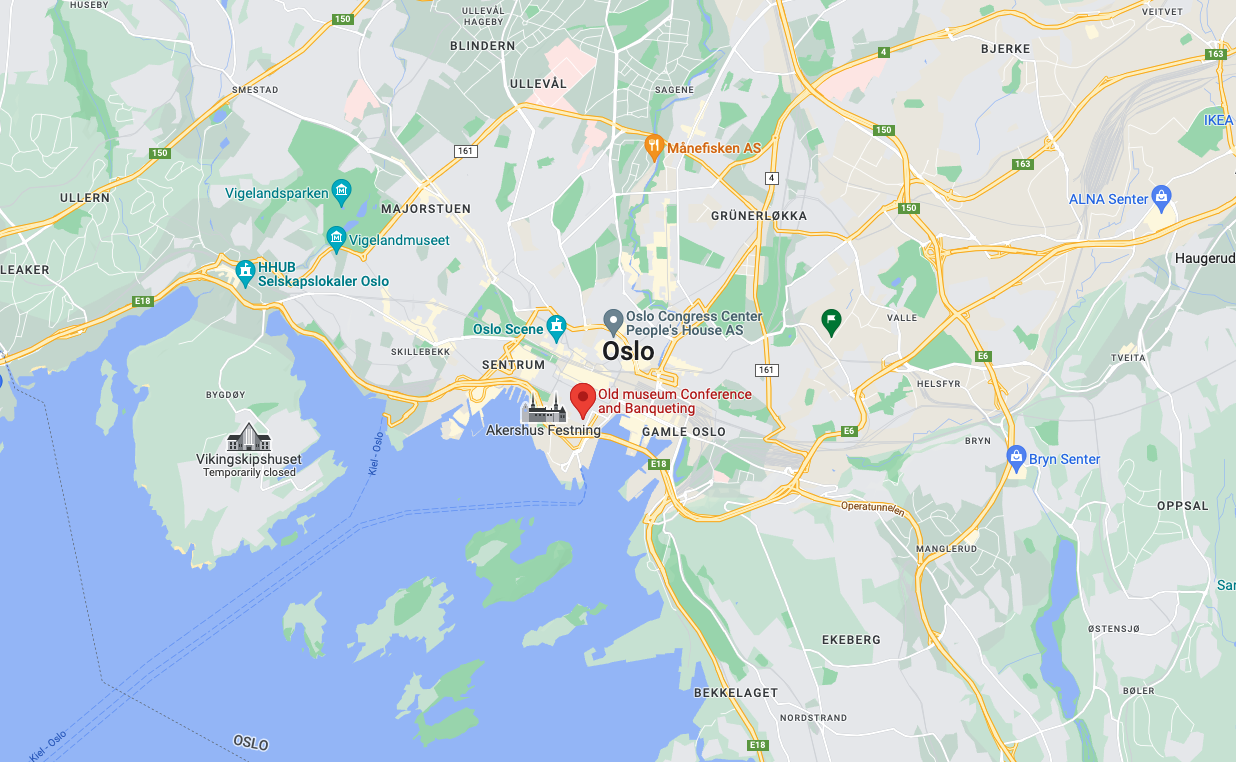 HUSEBY
150
ULLEVÅL
HAGEBY
VEITVET
BLINDERN
BJERKE
4
163
ULLEVÅL
SMESTAD
SAGENE
IKEA
150
150
161
Månefisken AS
163
4
ULLERN
Vigelandsparken
MAJORSTUEN
GRÜNERLØKKA
150
ALNA Senter
Vigelandmuseet
LEAKER
HHUB
Selskapslokaler Oslo
Haugerud
E18
Oslo Scene
Oslo Congress Center
People's House AS
VALLE
SKILLEBEKK
SENTRUM
Oslo
161
E6
TVEITA
HELSFYR
BYGDØY
Old museum Conference
and Banqueting
Akershus Festning
GAMLE OSLO
E6
BRYN
Kiel - Oslo
Vikingskipshuset
Temporarily closed
E18
Bryn Senter
Operatunnelen
OPPSAL
MANGLERUD
San
EKEBERG
ØSTENSJØ
BEKKELAGET
BØLER
NORDSTRAND
Kiel - Oslo
OSLO
E18